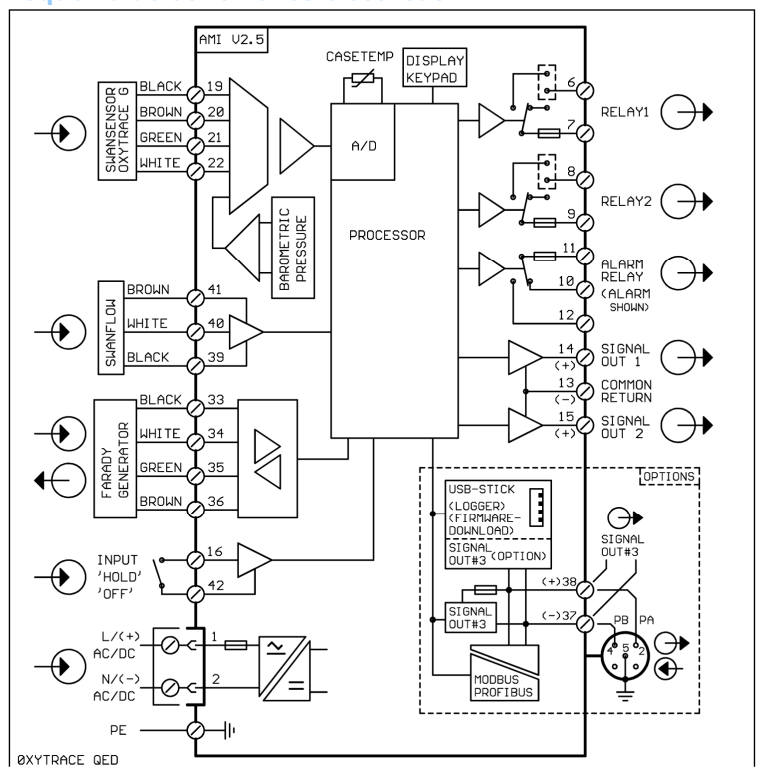 AMI V2.5
CASETEMP
DISPLAY
KEYPAD
SWANSENSOR
OXYTRACE G
BLACK 19
BROWN 20
GREEN 21
WHITE 22
A/D
PROCESSOR
BAROMETRIC
PRESSURE
6
RELAY1
7
8
RELAY2
9
11
ALARM
RELAY
10
(ALARM
SHOWN)
12
SWANFLOW
BROWN 41
WHITE 40
BLACK 39
14
(+)
SIGNAL
OUT 1
13
(-)
COMMON
RETURN
15
(+)
SIGNAL
OUT 2
FARADY
GENERATOR
BLACK 33
WHITE 34
GREEN 35
BROWN 36
OPTIONS
USB-STICK
(LOGGER)
(FIRMWARE-
DOWNLOAD)
SIGNAL
OUT#3 (OPTION)
SIGNAL
OUT#3
INPUT
'HOLD'
'OFF'
16
42
(+)38
SIGNAL
OUT#3
(-)37
PB PA
4 5 2
MODBUS
PROFIBUS
L/(+)
AC/DC
1
N/(-)
AC/DC
2
PE
ØXYTRACE QED